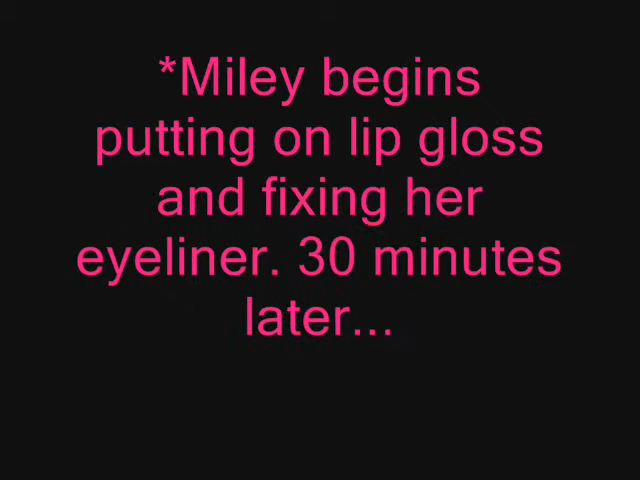 *Miley begins
putting on lip gloss
and fixing her
eyeliner. 30 minutes
later...